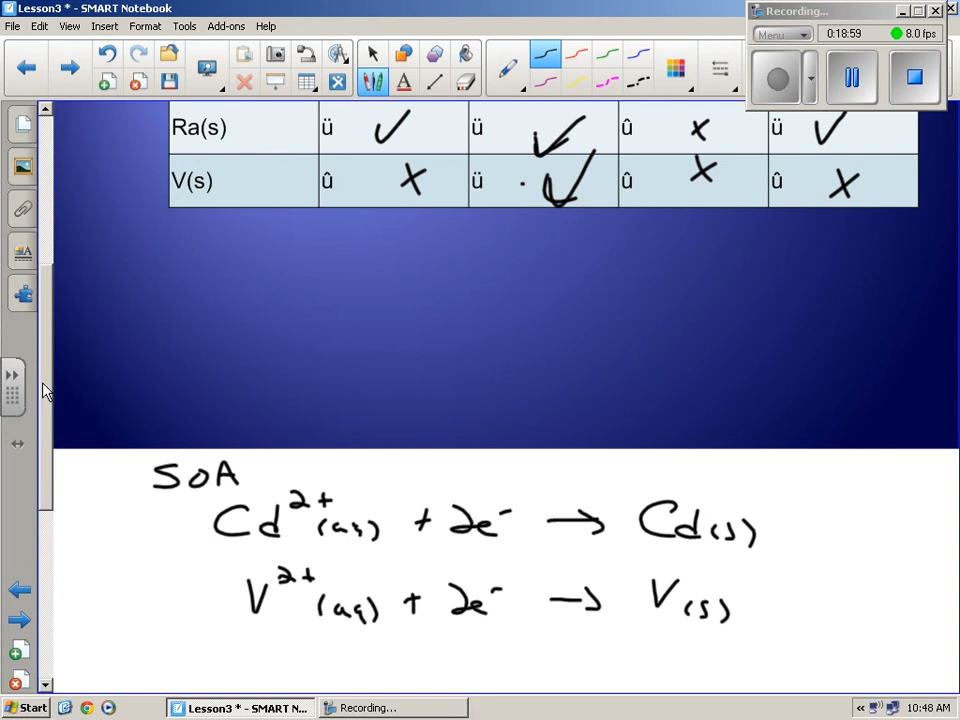 Lesson3 * - SMART Notebook
File Edit View Insert Format Tools Add-ons Help
Recording...
Menu 0:18:59 8.0 fps
Ra(s) ü ✓ ü ✓ û x ü ✓
V(s) û X ü ✓ û X û X
SOA
Cd²⁺(aq) + 2e⁻ → Cd(s)
V²⁺(aq) + 2e⁻ → V(s)
Start Lesson3 * - SMART N... Recording... 10:48 AM